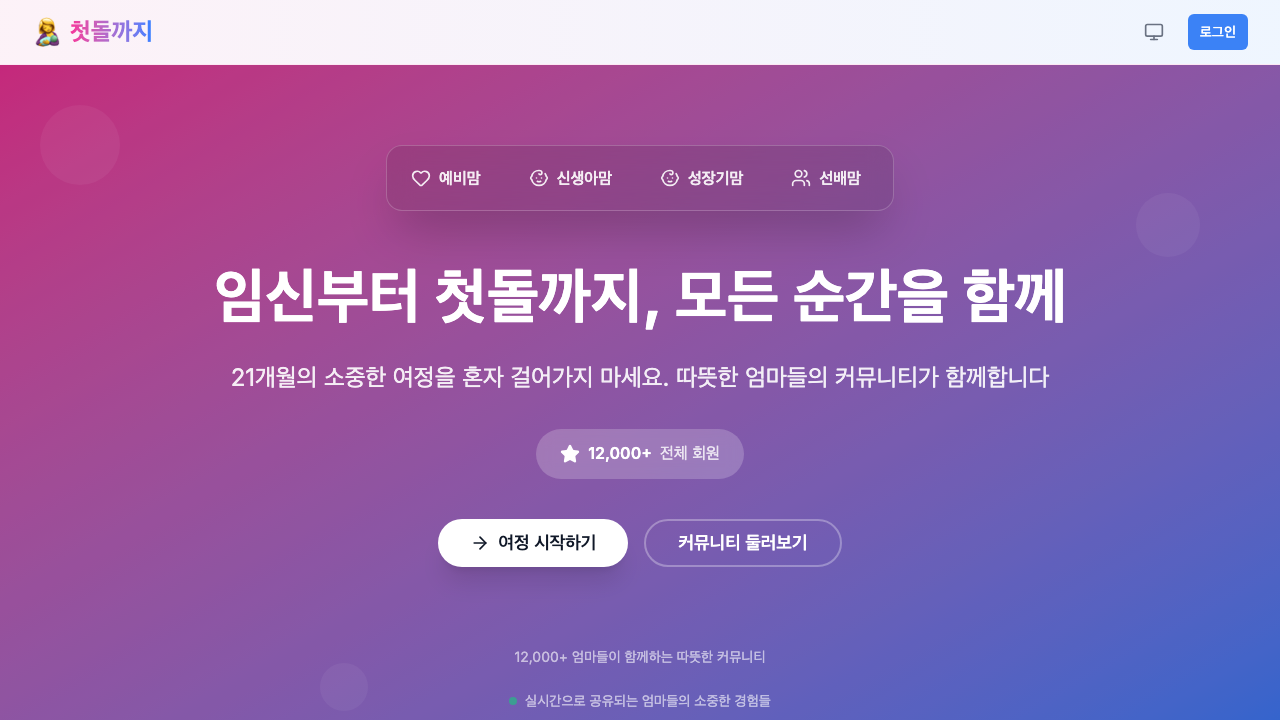 첫돌까지
로그인
예비맘
신생아맘
성장기맘
선배맘
임신부터 첫돌까지, 모든 순간을 함께
21개월의 소중한 여정을 혼자 걸어가지 마세요. 따뜻한 엄마들의 커뮤니티가 함께합니다
12,000+ 전체 회원
여정 시작하기
커뮤니티 둘러보기
12,000+ 엄마들이 함께하는 따뜻한 커뮤니티
실시간으로 공유되는 엄마들의 소중한 경험들